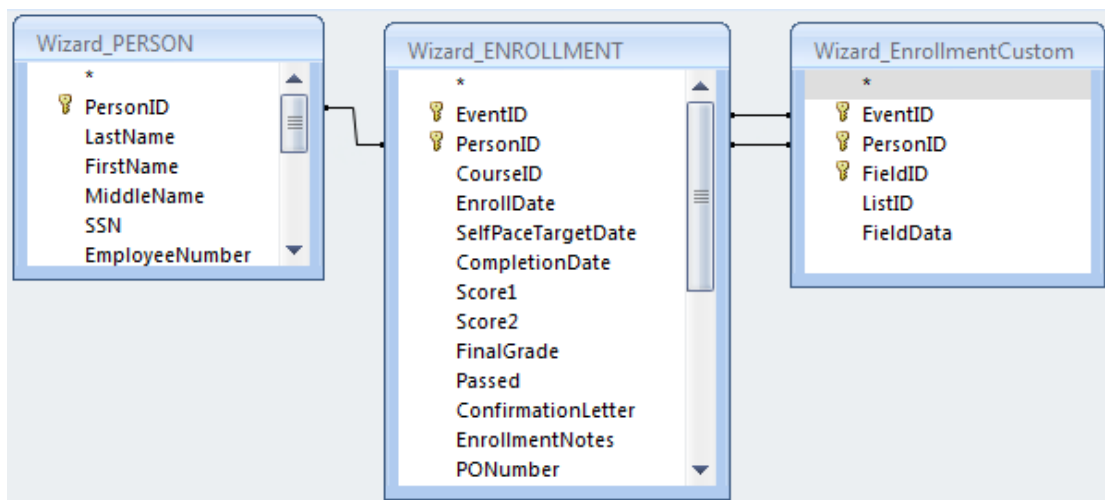 Wizard_PERSON
*
PersonID
LastName
FirstName
MiddleName
SSN
EmployeeNumber
Wizard_ENROLLMENT
*
EventID
PersonID
CourseID
EnrollDate
SelfPaceTargetDate
CompletionDate
Score1
Score2
FinalGrade
Passed
ConfirmationLetter
EnrollmentNotes
PONumber
Wizard_EnrollmentCustom
*
EventID
PersonID
FieldID
ListID
FieldData